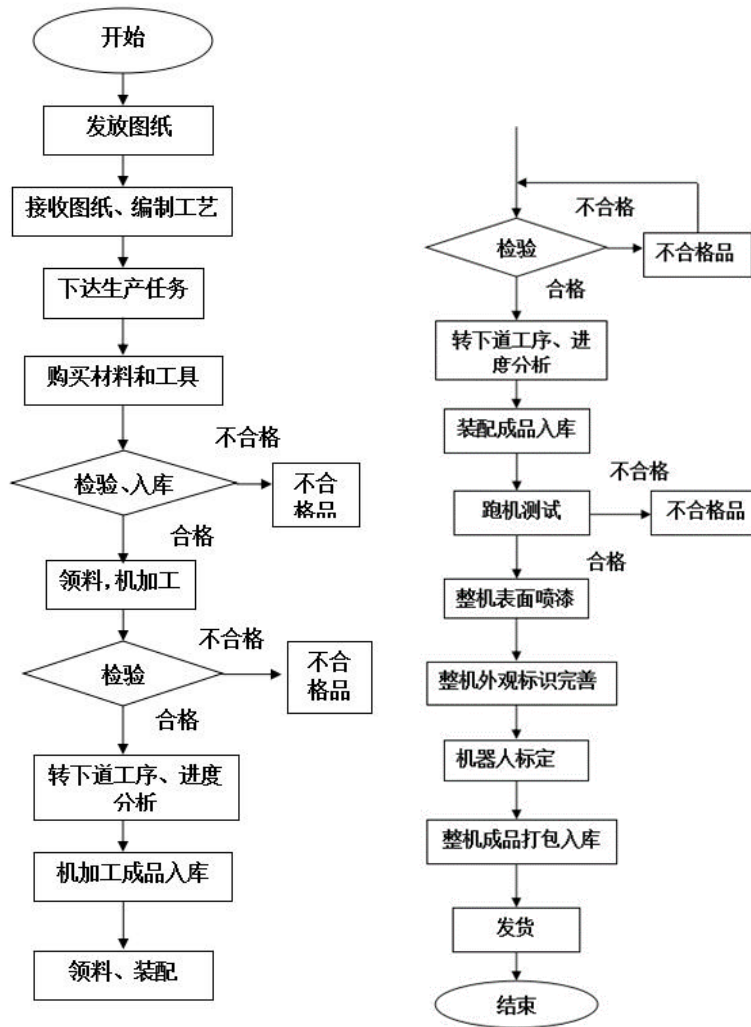 开始
发放图纸
接收图纸、编制工艺
下达生产任务
购买材料和工具
不合格
检验、入库
不合
格品
合格
领料,机加工
不合格
检验
不合
格品
合格
转下道工序、进度
分析
机加工成品入库
领料、装配
不合格
检验
不合格品
合格
转下道工序、进
度分析
装配成品入库
不合格
跑机测试
不合格品
合格
整机表面喷漆
整机外观标识完善
机器人标定
整机成品打包入库
发货
结束